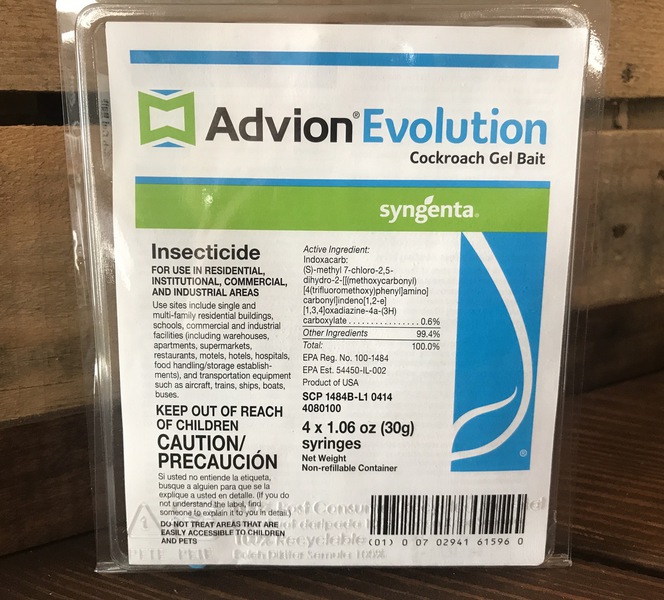 Advion® Evolution
Cockroach Gel Bait
syngenta®
Insecticide
FOR USE IN RESIDENTIAL,
INSTITUTIONAL, COMMERCIAL,
AND INDUSTRIAL AREAS
Use sites include single and
multi-family residential buildings,
schools, commercial and industrial
facilities (including warehouses,
apartments, supermarkets,
restaurants, motels, hotels, hospitals,
food handling/storage establish-
ments), and transportation equipment
such as aircraft, trains, ships, boats,
buses.
KEEP OUT OF REACH
OF CHILDREN
CAUTION/
PRECAUCIÓN
Si usted no entiende la etiqueta,
busque a alguien para que se la
explique a usted en detalle. (If you do
not understand the label, find
someone to explain it to you in detail.)
DO NOT TREAT AREAS THAT ARE
EASILY ACCESSIBLE TO CHILDREN
AND PETS
Active Ingredient:
Indoxacarb:
(S)-methyl 7-chloro-2,5-
dihydro-2-[[(methoxycarbonyl)
[4(trifluoromethoxy)phenyl]amino]
carbonyl]indeno[1,2-e]
[1,3,4]oxadiazine-4a-(3H)
carboxylate . . . . . . . . . . . . . . . . 0.6%
Other Ingredients 99.4%
Total: 100.0%
EPA Reg. No. 100-1484
EPA Est. 54450-IL-002
Product of USA
SCP 1484B-L1 0414
4080100
4 x 1.06 oz (30g)
syringes
Net Weight
Non-refillable Container
®
(01) 0 07 02941 61596 0
1
PETE PETE
Recyclable
100%